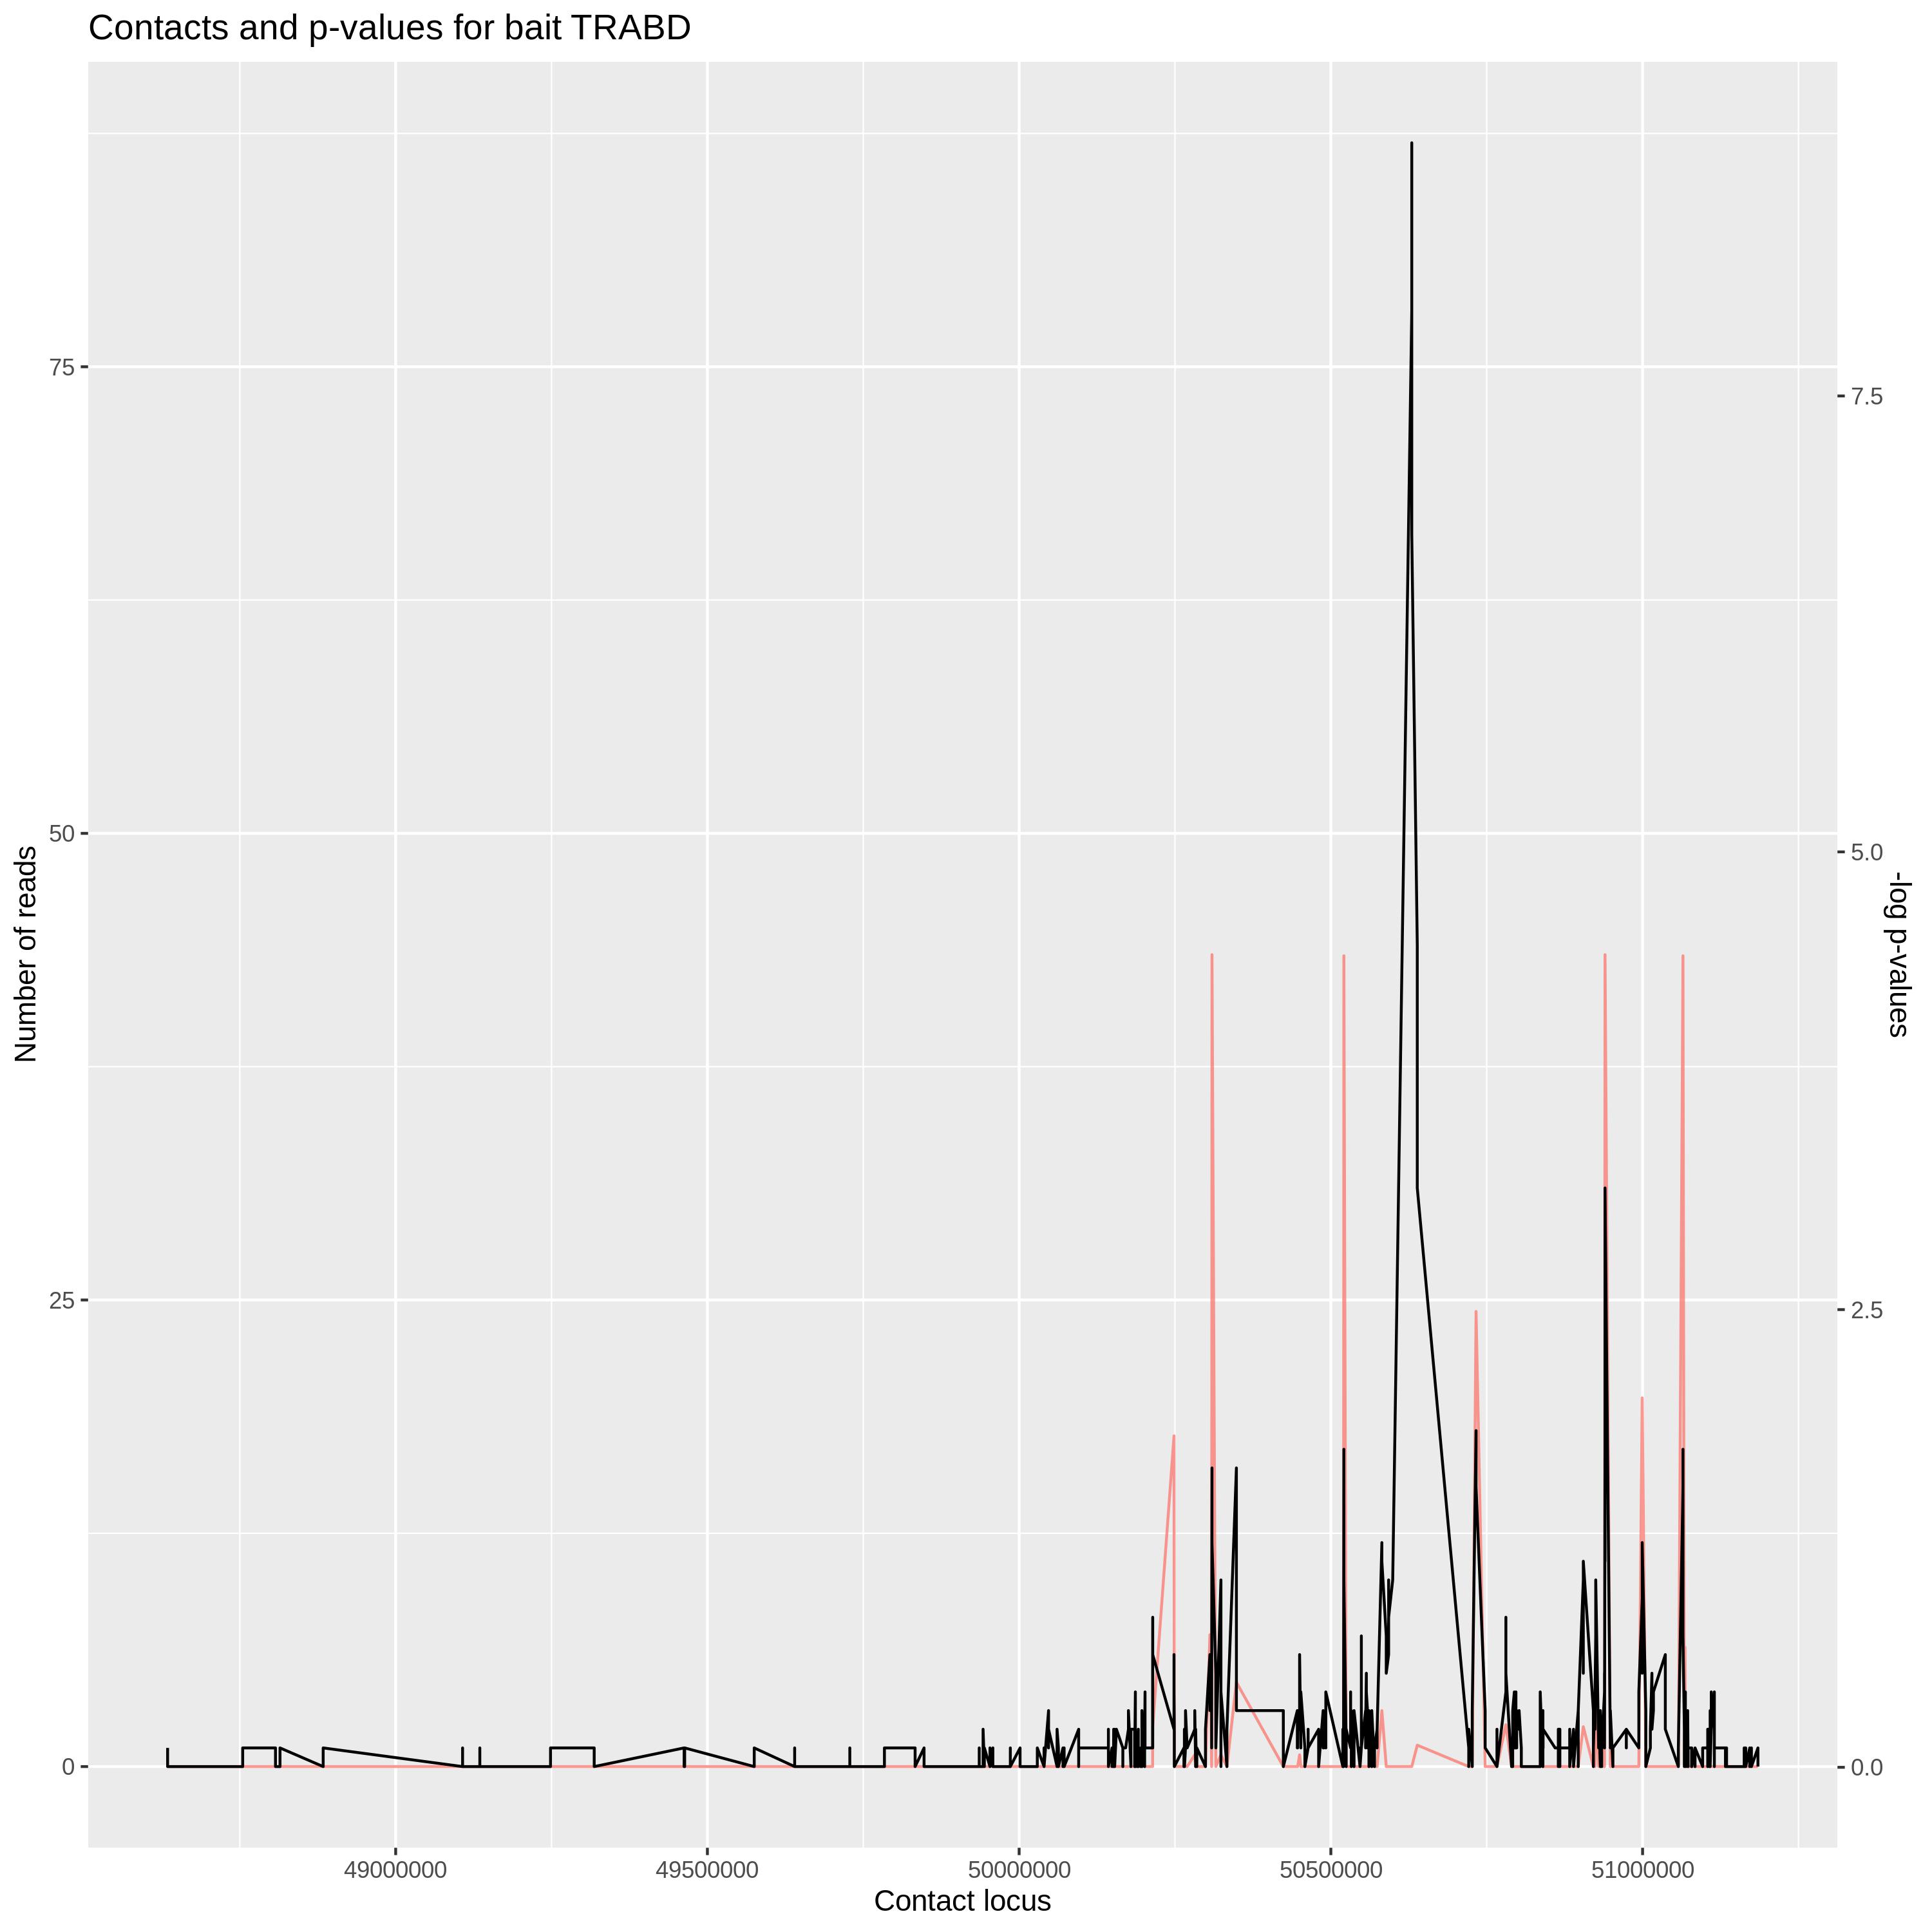 Contacts and p-values for bait TRABD
75
50
25
0
Number of reads
7.5
5.0
2.5
0.0
-log p-values
49000000 49500000 50000000 50500000 51000000
Contact locus